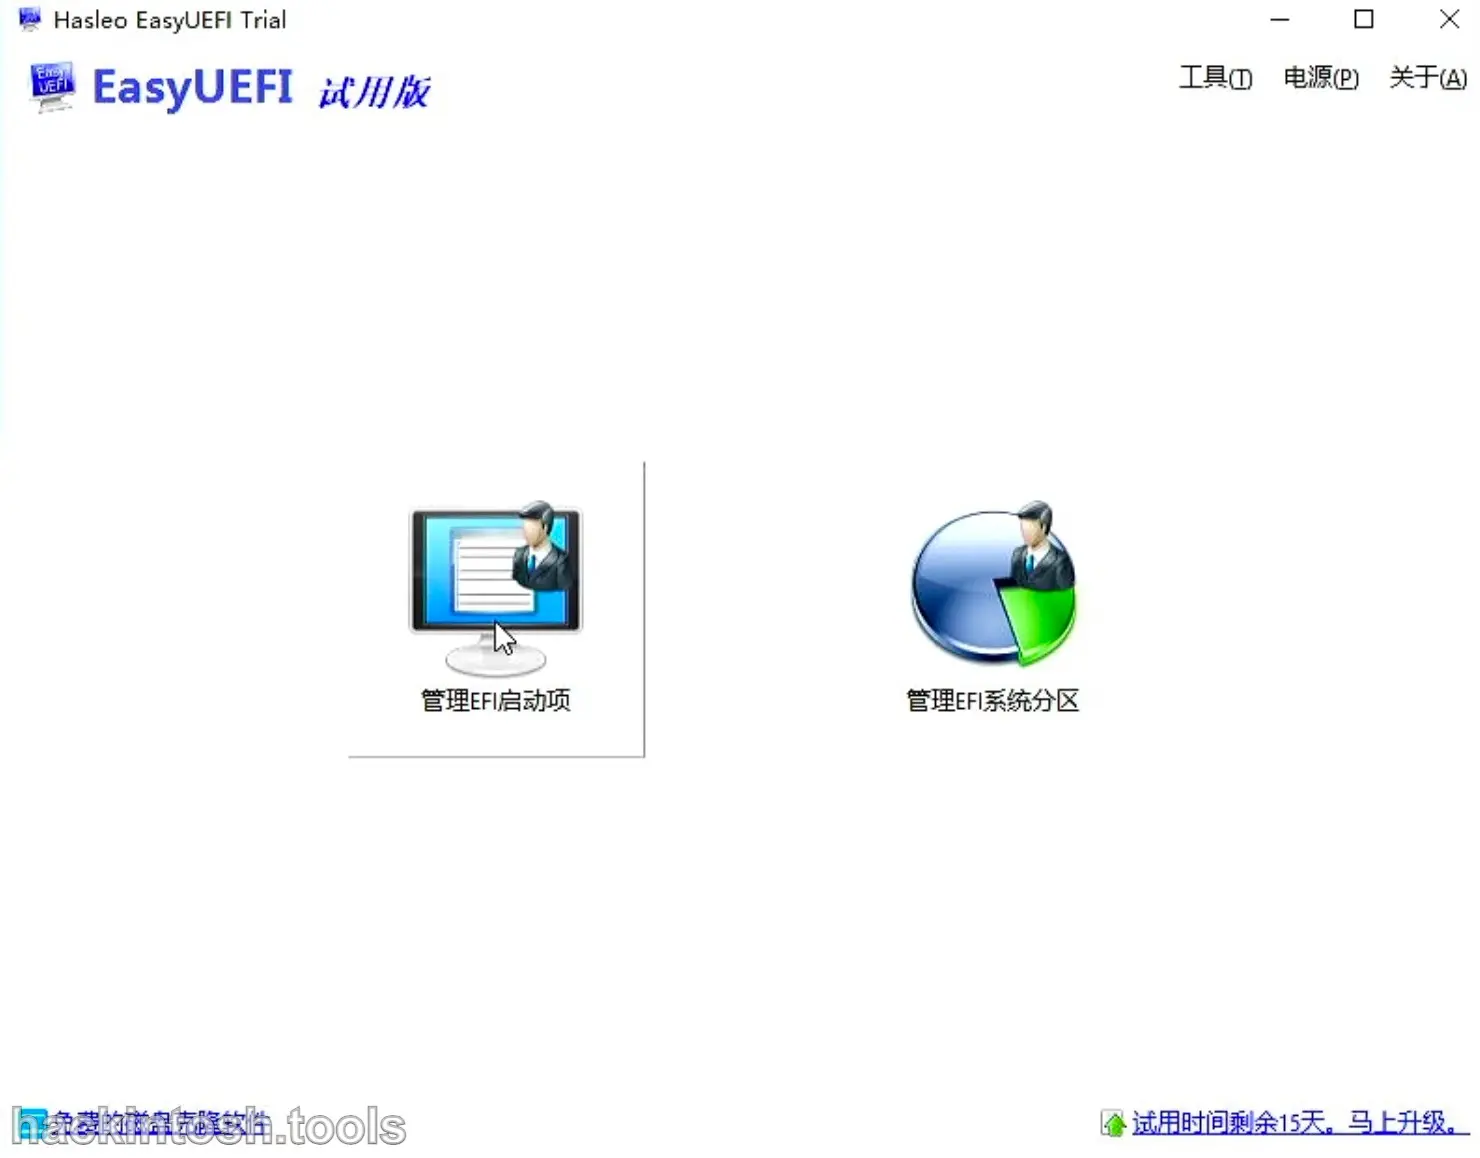 Hasleo EasyUEFI Trial
EasyUEFI 试用版
工具(T) 电源(P) 关于(A)
管理EFI启动项
管理EFI系统分区
免费的磁盘克隆软件
hackintosh.tools
试用时间剩余15天。马上升级。